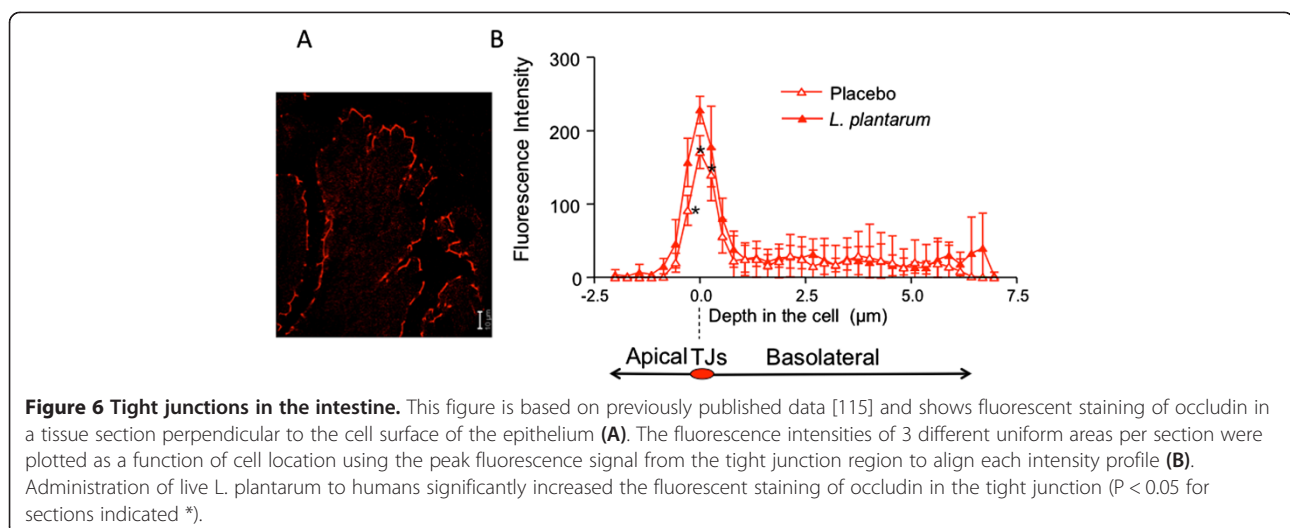 A
B
300
200
100
0
Fluorescence Intensity
Placebo
L. plantarum
*
*
*
-2.5
0.0
2.5
5.0
7.5
Depth in the cell (μm)
10 μm
Apical TJs Basolateral
Figure 6 Tight junctions in the intestine. This figure is based on previously published data [115] and shows fluorescent staining of occludin in
a tissue section perpendicular to the cell surface of the epithelium (A). The fluorescence intensities of 3 different uniform areas per section were
plotted as a function of cell location using the peak fluorescence signal from the tight junction region to align each intensity profile (B).
Administration of live L. plantarum to humans significantly increased the fluorescent staining of occludin in the tight junction (P < 0.05 for
sections indicated *).